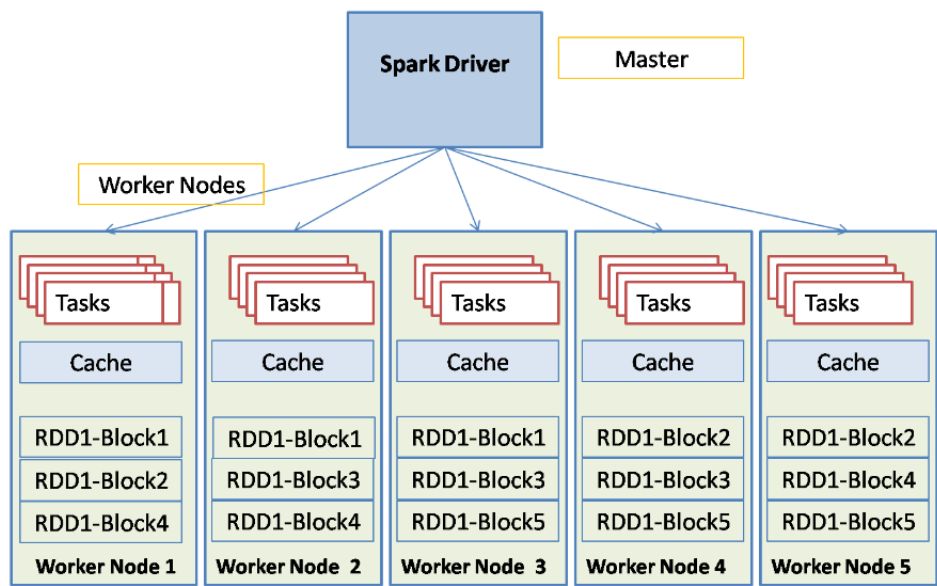 Spark Driver
Master
Worker Nodes
Tasks Tasks Tasks Tasks Tasks
Cache Cache Cache Cache Cache
RDD1-Block1 RDD1-Block1 RDD1-Block1 RDD1-Block2 RDD1-Block2
RDD1-Block2 RDD1-Block3 RDD1-Block3 RDD1-Block3 RDD1-Block4
RDD1-Block4 RDD1-Block4 RDD1-Block5 RDD1-Block5 RDD1-Block5
Worker Node 1 Worker Node 2 Worker Node 3 Worker Node 4 Worker Node 5